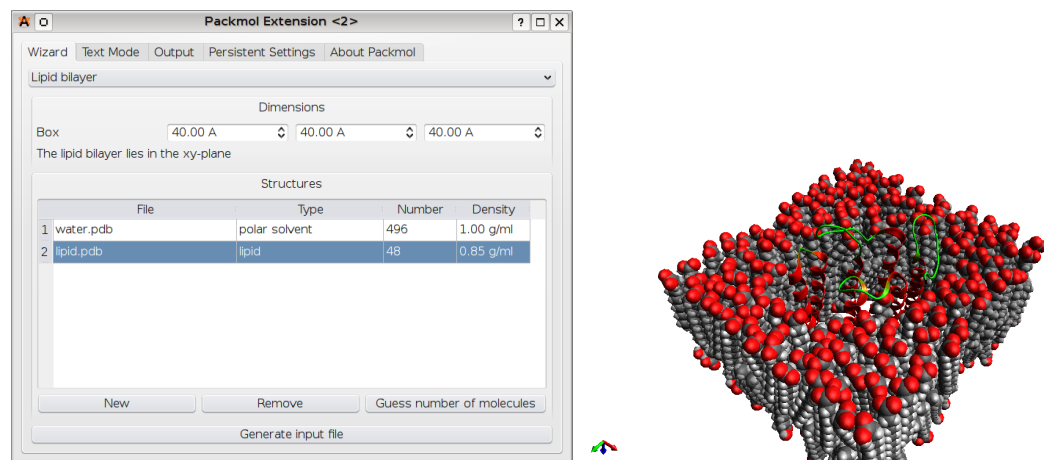 Packmol Extension <2>
Wizard Text Mode Output Persistent Settings About Packmol
Lipid bilayer
Dimensions
Box 40.00 A 40.00 A 40.00 A
The lipid bilayer lies in the xy-plane
Structures
File Type Number Density
1 water.pdb polar solvent 496 1.00 g/ml
2 lipid.pdb lipid 48 0.85 g/ml
New Remove Guess number of molecules
Generate input file